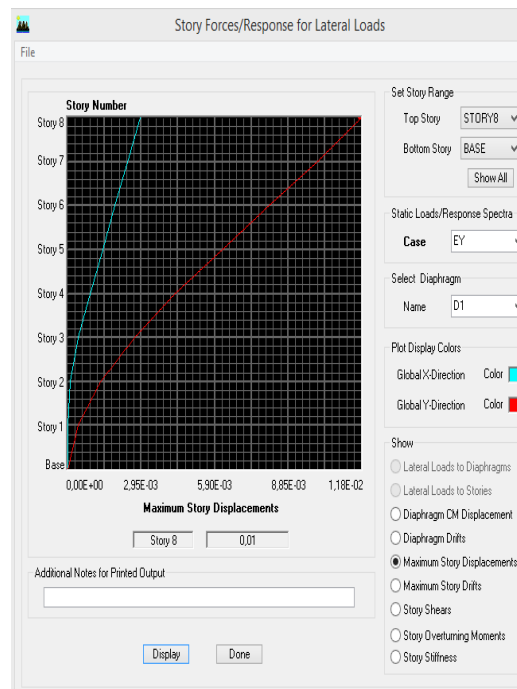 Story Forces/Response for Lateral Loads
File
Story Number
Story 8
Story 7
Story 6
Story 5
Story 4
Story 3
Story 2
Story 1
Base
0,00E+00 2,95E-03 5,90E-03 8,85E-03 1,18E-02
Maximum Story Displacements
Story 8 0,01
Additional Notes for Printed Output
Display Done
Set Story Range
Top Story STORY8
Bottom Story BASE
Show All
Static Loads/Response Spectra
Case EY
Select Diaphragm
Name D1
Plot Display Colors
Global X-Direction Color
Global Y-Direction Color
Show
Lateral Loads to Diaphragms
Lateral Loads to Stories
Diaphragm CM Displacement
Diaphragm Drifts
Maximum Story Displacements
Maximum Story Drifts
Story Shears
Story Overturning Moments
Story Stiffness